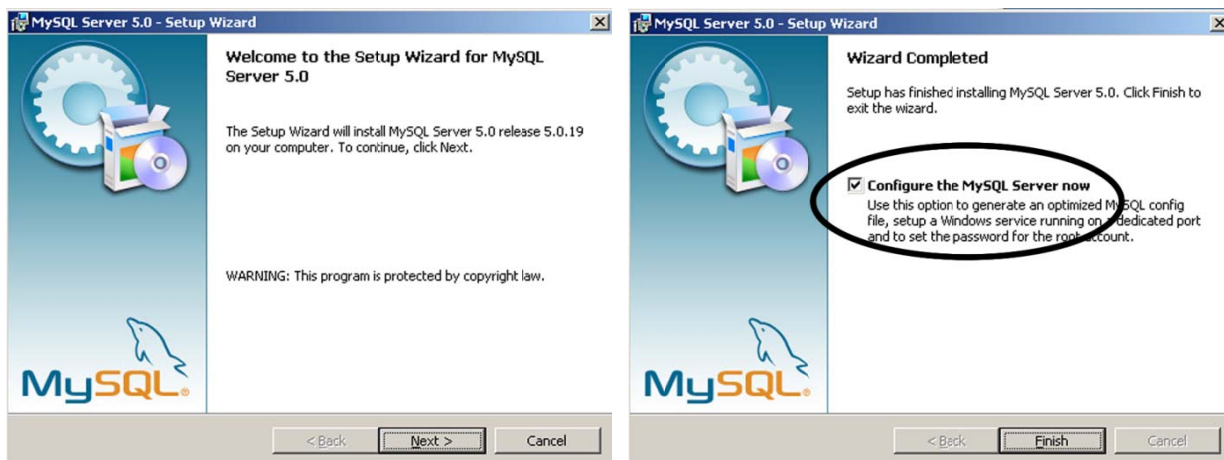 MySQL Server 5.0 - Setup Wizard
Welcome to the Setup Wizard for MySQL
Server 5.0
The Setup Wizard will install MySQL Server 5.0 release 5.0.19
on your computer. To continue, click Next.
WARNING: This program is protected by copyright law.
MySQL®
< Back
Next >
Cancel
MySQL Server 5.0 - Setup Wizard
Wizard Completed
Setup has finished installing MySQL Server 5.0. Click Finish to
exit the wizard.
Configure the MySQL Server now
Use this option to generate an optimized MySQL config
file, setup a Windows service running on a dedicated port
and to set the password for the root account.
MySQL®
< Back
Finish
Cancel